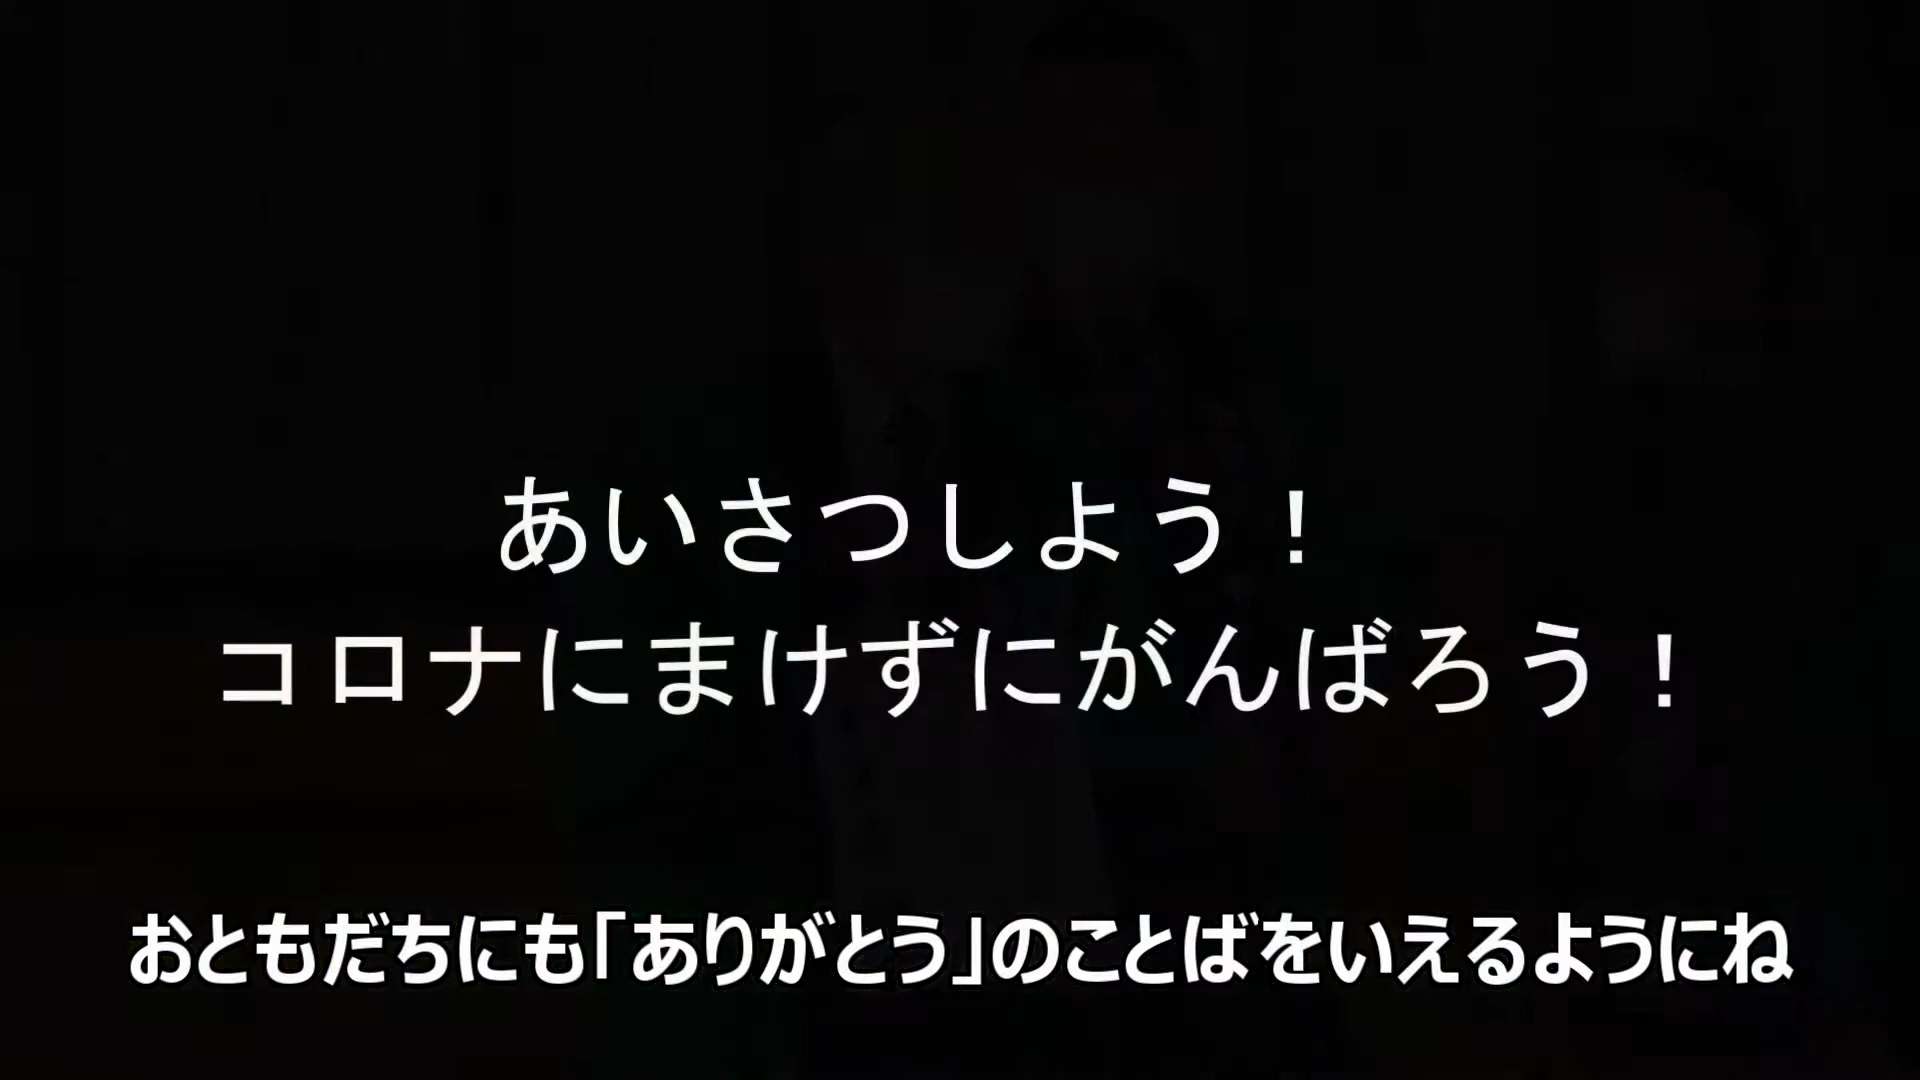 あいさつしよう！
コロナにまけずにがんばろう！
おともだちにも「ありがとう」のことばをいえるようにね